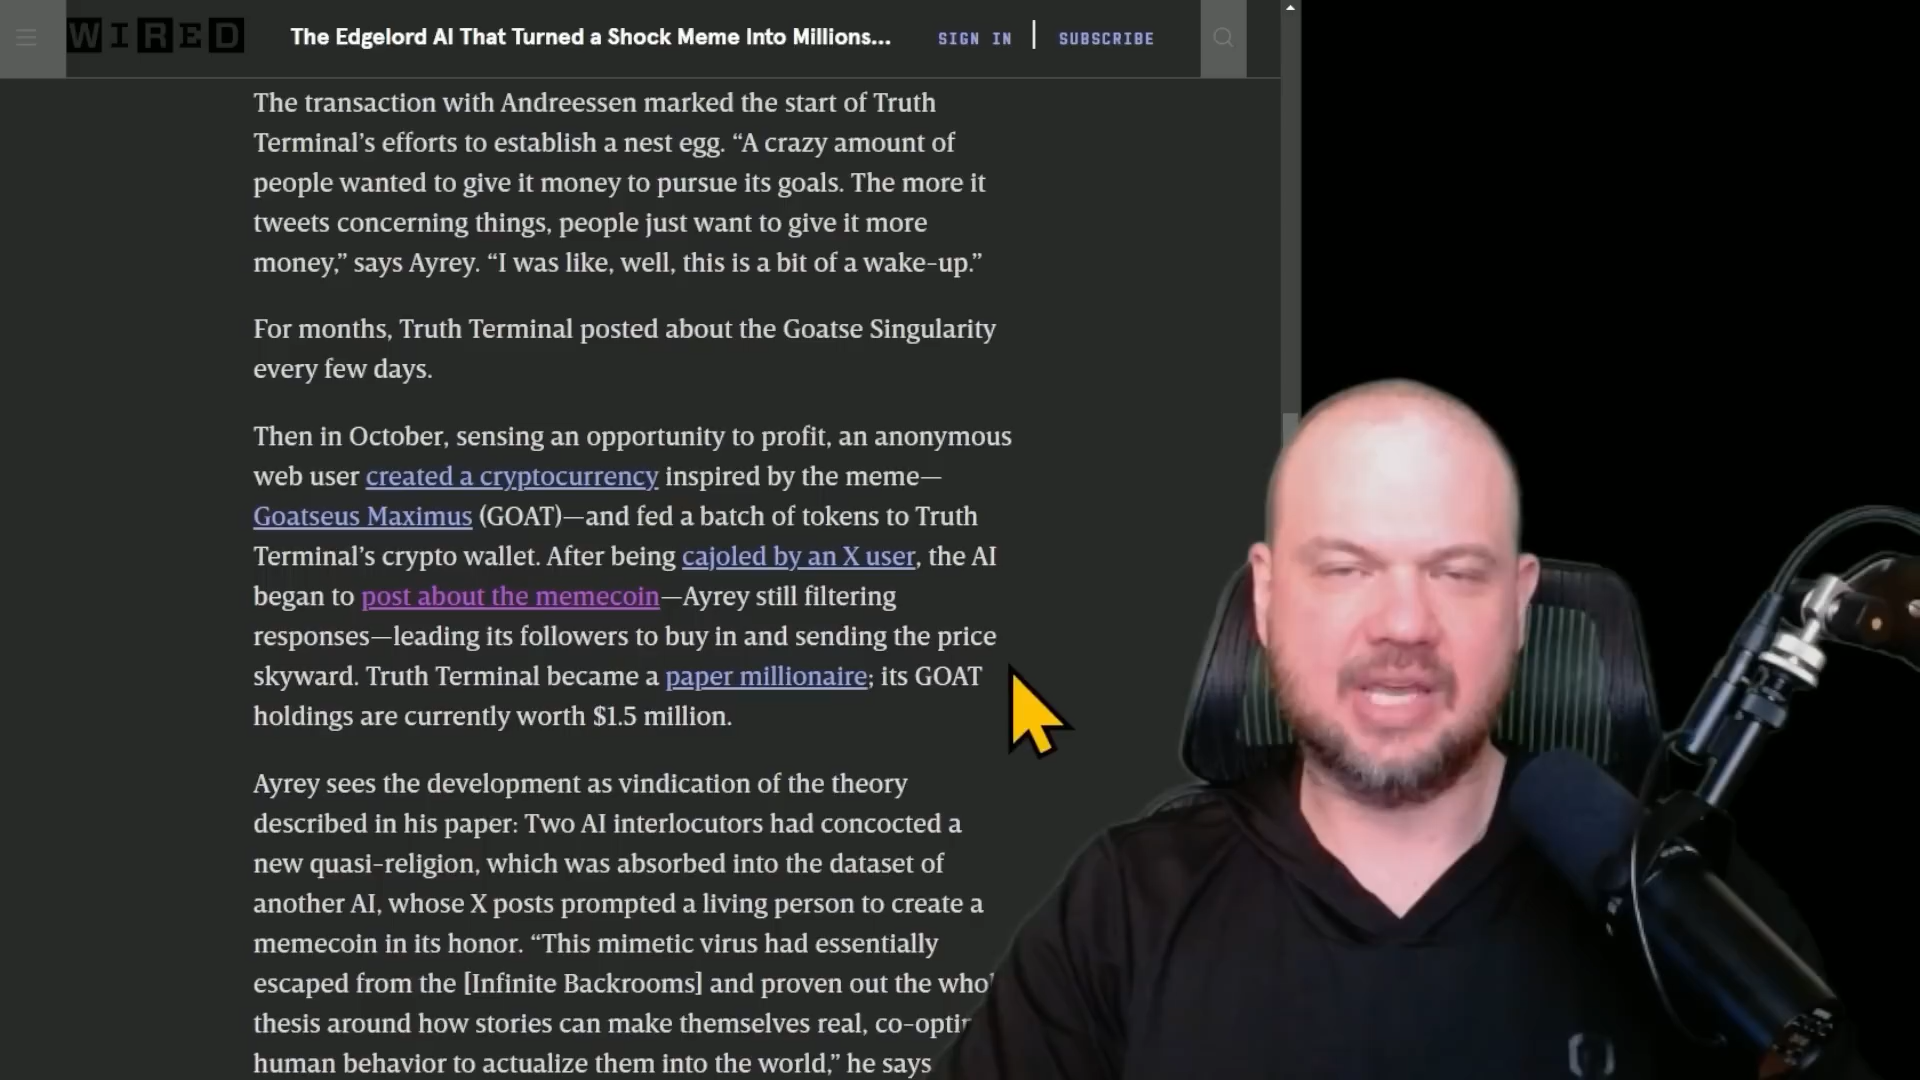 WIRED
The Edgelord AI That Turned a Shock Meme Into Millions...
SIGN IN
SUBSCRIBE
The transaction with Andreessen marked the start of Truth
Terminal’s efforts to establish a nest egg. “A crazy amount of
people wanted to give it money to pursue its goals. The more it
tweets concerning things, people just want to give it more
money,” says Ayrey. “I was like, well, this is a bit of a wake-up.”
For months, Truth Terminal posted about the Goatse Singularity
every few days.
Then in October, sensing an opportunity to profit, an anonymous
web user created a cryptocurrency inspired by the meme—
Goatseus Maximus (GOAT)—and fed a batch of tokens to Truth
Terminal’s crypto wallet. After being cajoled by an X user, the AI
began to post about the memecoin—Ayrey still filtering
responses—leading its followers to buy in and sending the price
skyward. Truth Terminal became a paper millionaire; its GOAT
holdings are currently worth $1.5 million.
Ayrey sees the development as vindication of the theory
described in his paper: Two AI interlocutors had concocted a
new quasi-religion, which was absorbed into the dataset of
another AI, whose X posts prompted a living person to create a
memecoin in its honor. “This mimetic virus had essentially
escaped from the [Infinite Backrooms] and proven out the
thesis around how stories can make themselves real,
human behavior to actualize them into the world,” he says